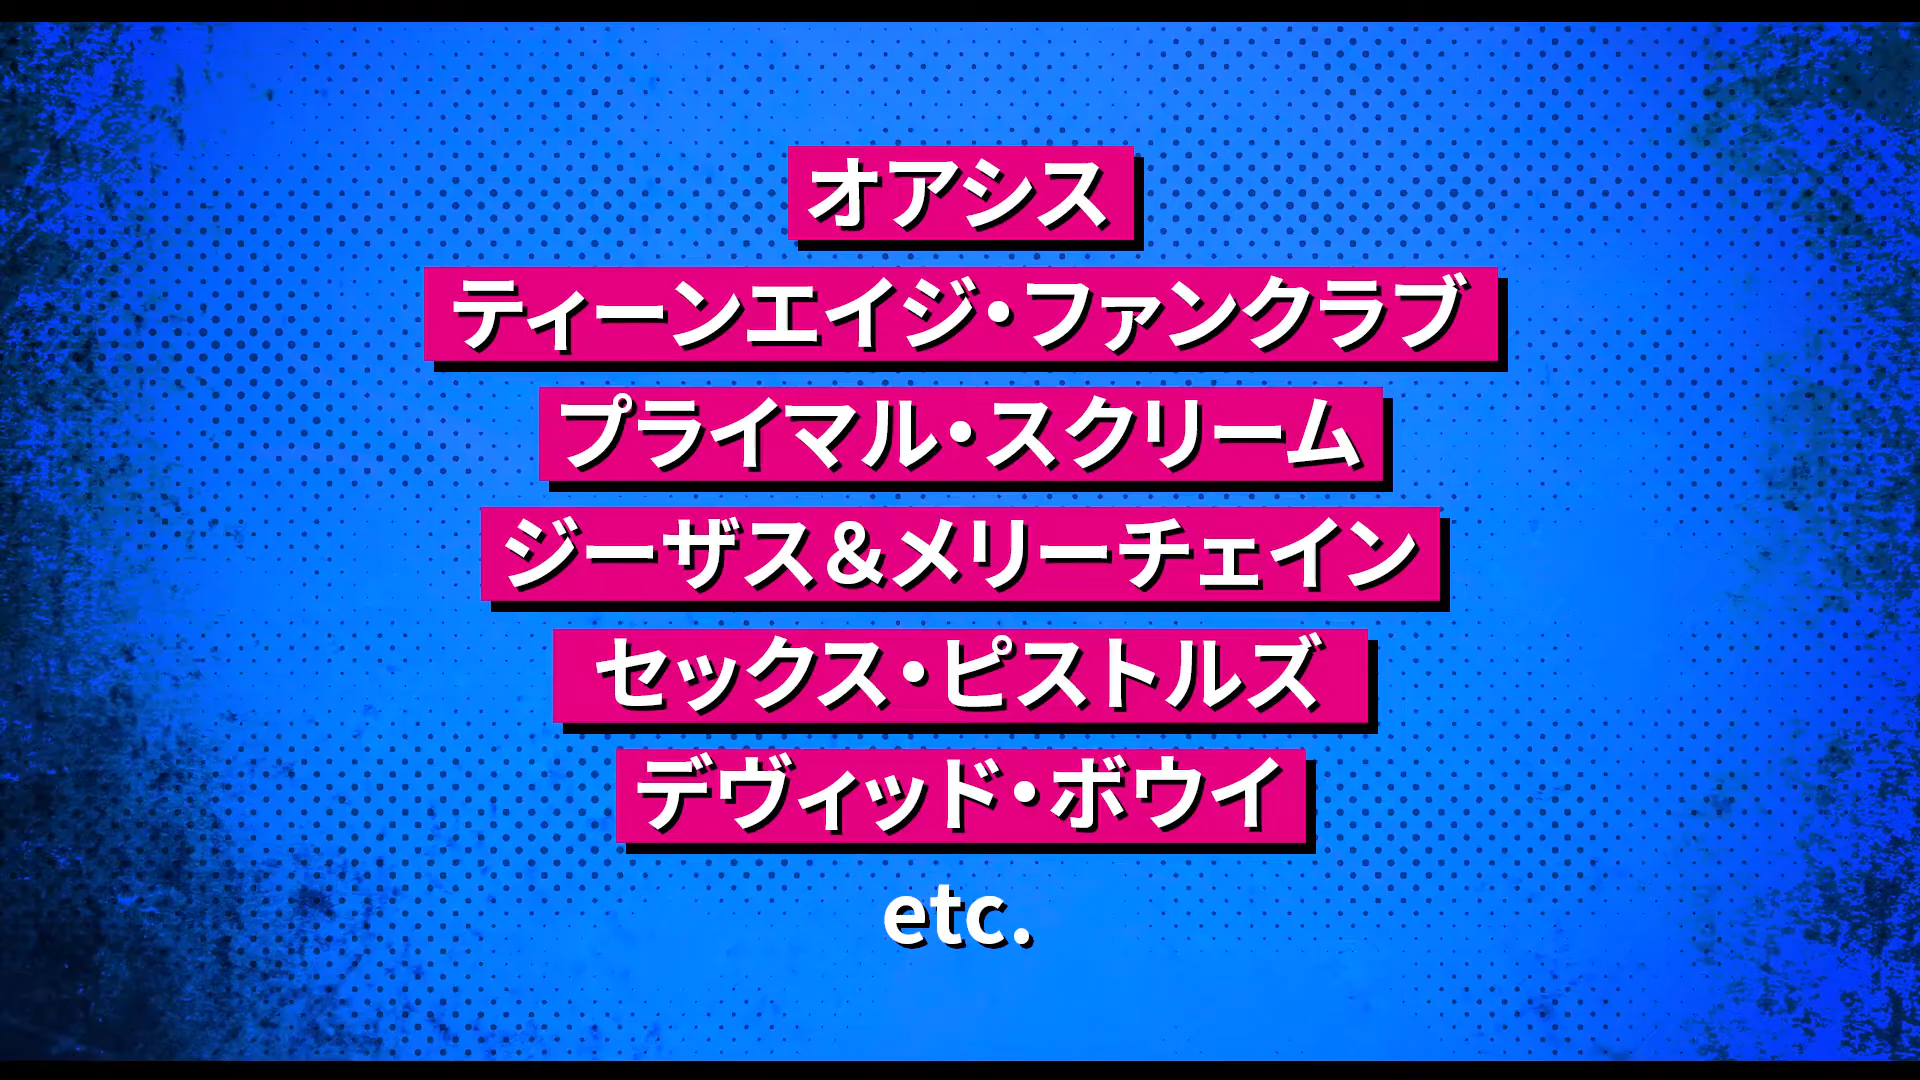 オアシス
ティーンエイジ・ファンクラブ
プライマル・スクリーム
ジーザス&メリーチェイン
セックス・ピストルズ
デヴィッド・ボウイ
etc.